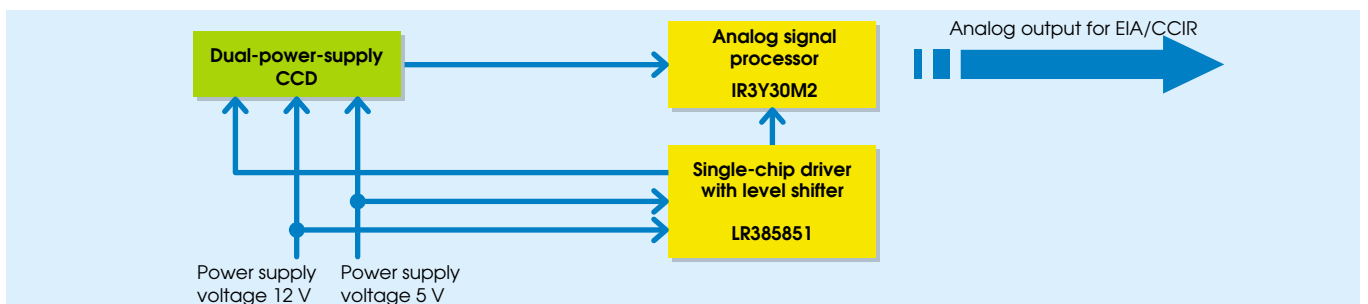 Dual-power-supply
CCD
Analog signal
processor
IR3Y30M2
Analog output for EIA/CCIR
Single-chip driver
with level shifter
LR385851
Power supply
voltage 12 V
Power supply
voltage 5 V